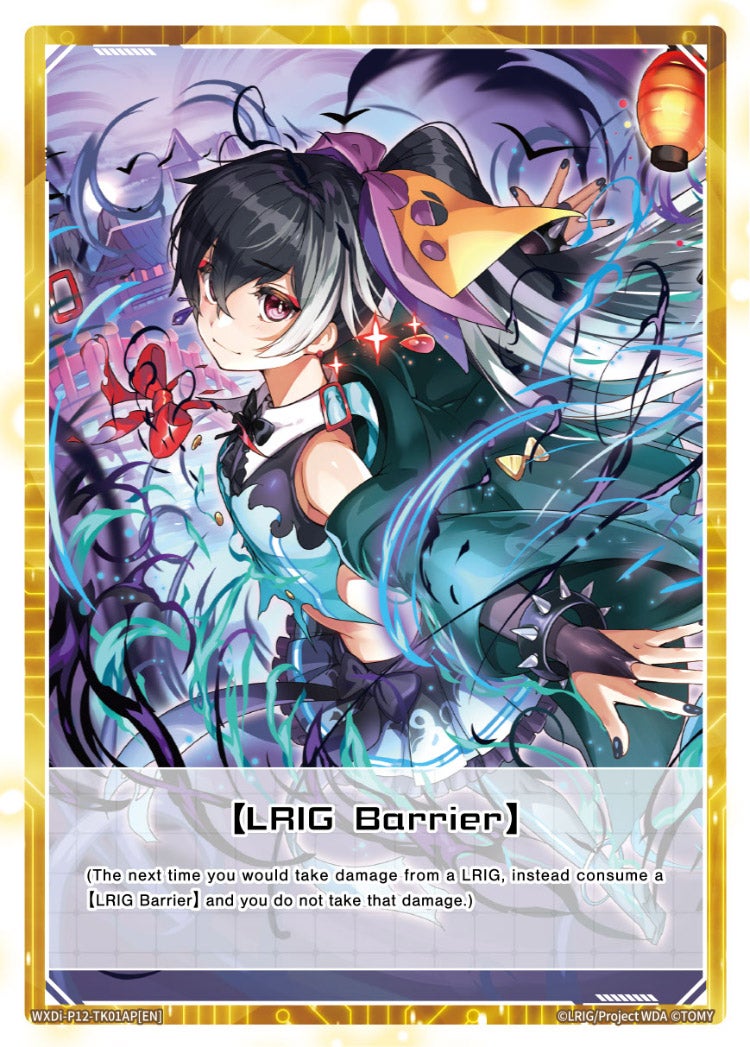 【LRIG Barrier】
(The next time you would take damage from a LRIG, instead consume a
【LRIG Barrier】 and you do not take that damage.)
WXDi-P12-TK01AP[EN]
©LRIG/Project WDA ©TOMY